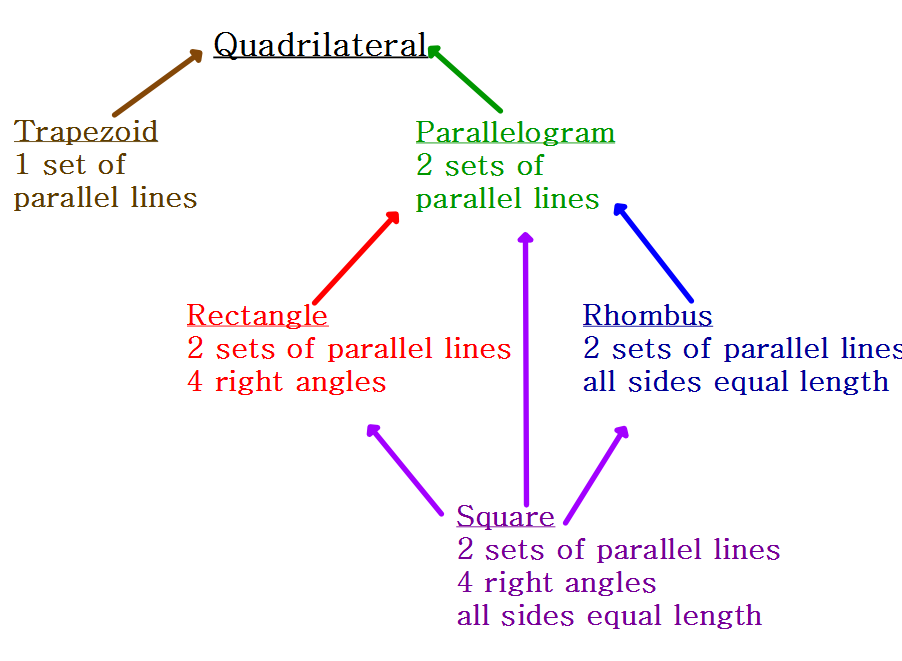 Quadrilateral
Trapezoid
1 set of
parallel lines
Parallelogram
2 sets of
parallel lines
Rectangle
2 sets of parallel lines
4 right angles
Rhombus
2 sets of parallel lines
all sides equal length
Square
2 sets of parallel lines
4 right angles
all sides equal length